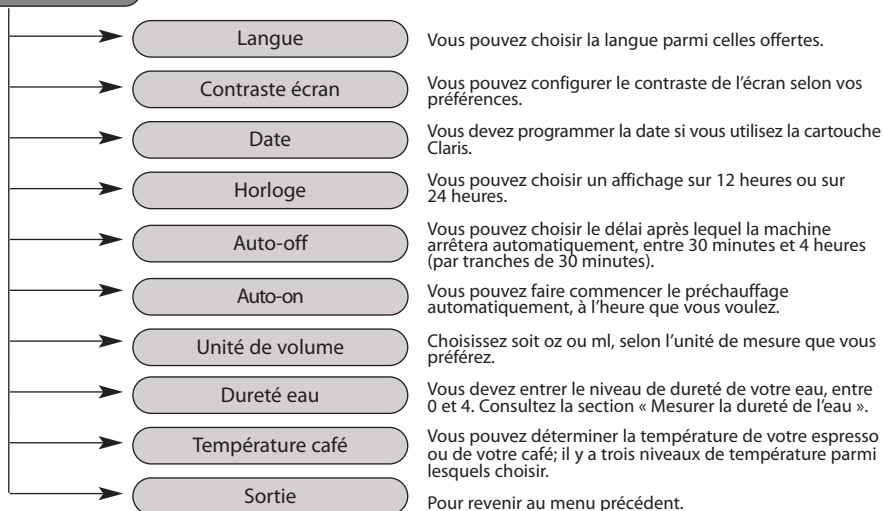 Langue
Vous pouvez choisir la langue parmi celles offertes.
Contraste écran
Vous pouvez configurer le contraste de l’écran selon vos
préférences.
Date
Vous devez programmer la date si vous utilisez la cartouche
Claris.
Horloge
Vous pouvez choisir un affichage sur 12 heures ou sur
24 heures.
Auto-off
Vous pouvez choisir le délai après lequel la machine
arrêtera automatiquement, entre 30 minutes et 4 heures
(par tranches de 30 minutes).
Auto-on
Vous pouvez faire commencer le préchauffage
automatiquement, à l’heure que vous voulez.
Unité de volume
Choisissez soit oz ou ml, selon l’unité de mesure que vous
préférez.
Dureté eau
Vous devez entrer le niveau de dureté de votre eau, entre
0 et 4. Consultez la section « Mesurer la dureté de l’eau ».
Température café
Vous pouvez déterminer la température de votre espresso
ou de votre café; il y a trois niveaux de température parmi
lesquels choisir.
Sortie
Pour revenir au menu précédent.